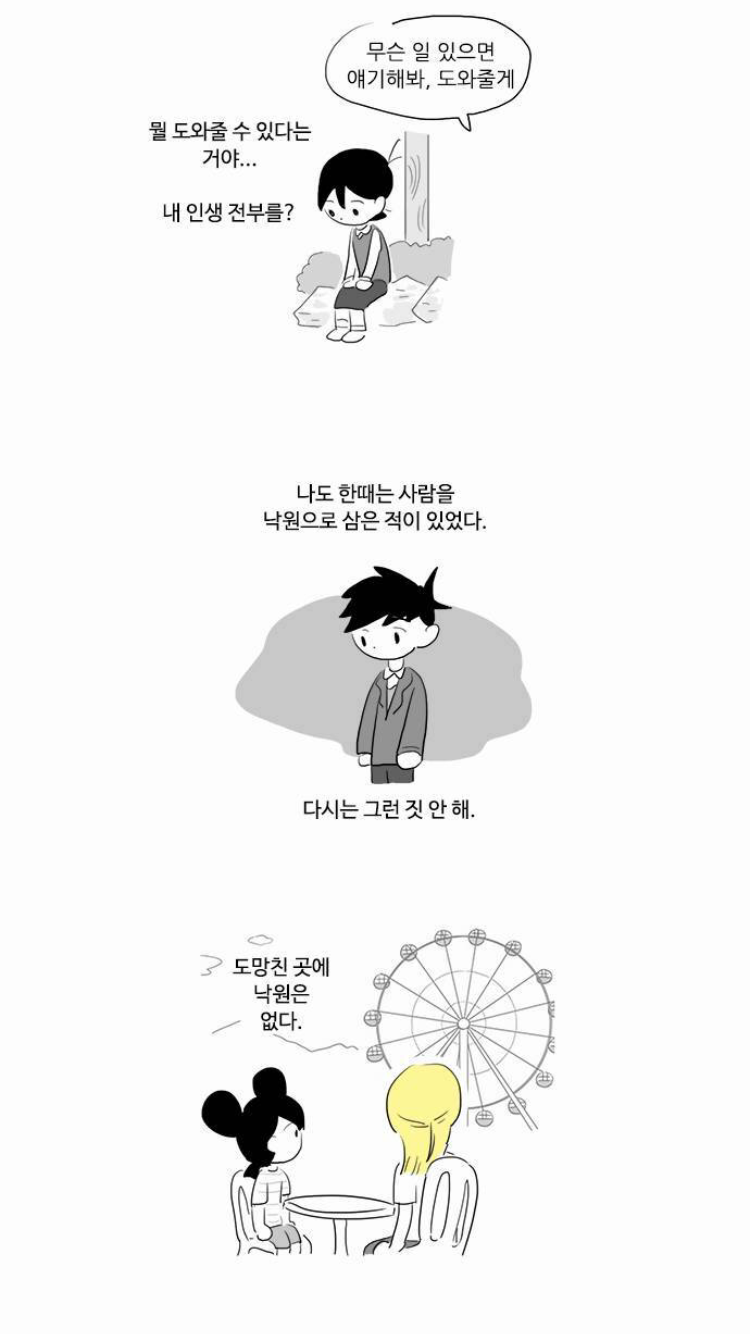 무슨 일 있으면
얘기해봐, 도와줄게
뭘 도와줄 수 있다는
거야...
내 인생 전부를?
나도 한때는 사람을
낙원으로 삼은 적이 있었다.
다시는 그런 짓 안 해.
도망친 곳에
낙원은
없다.